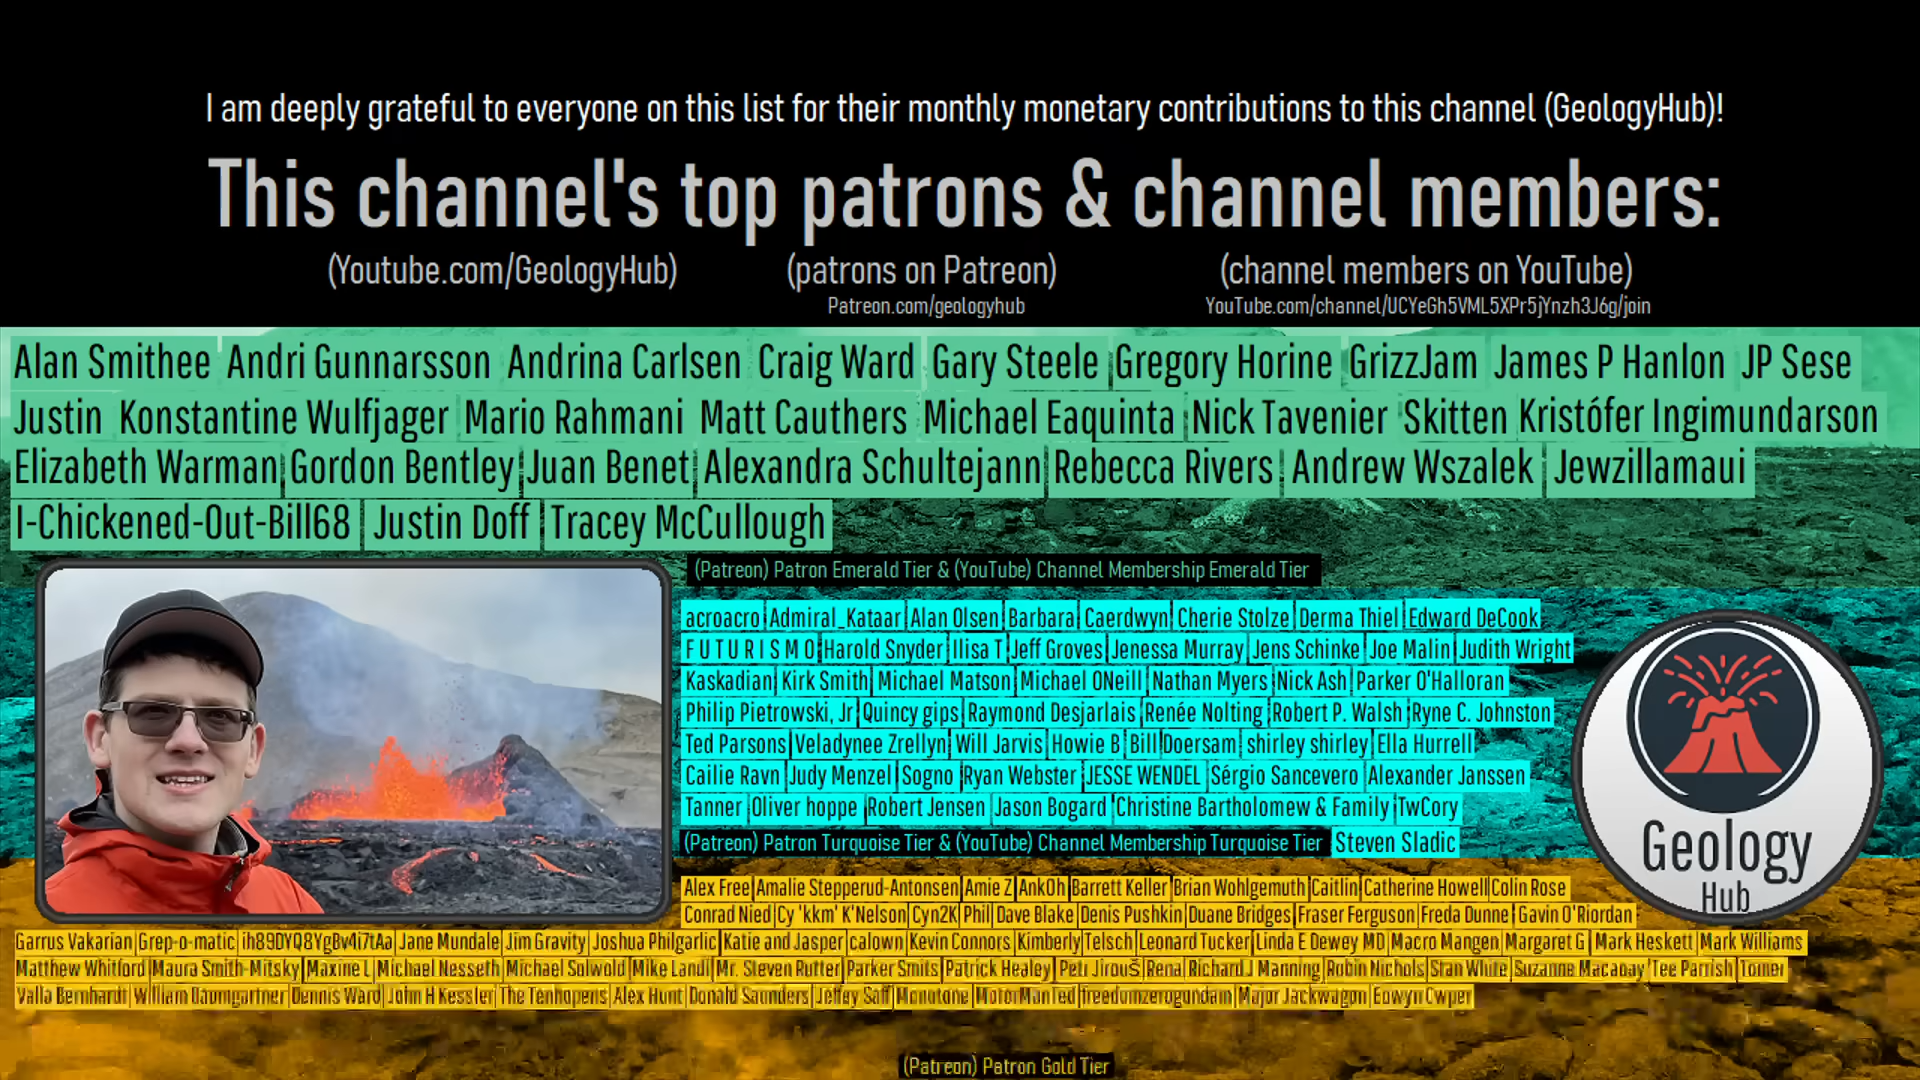 I am deeply grateful to everyone on this list for their monthly monetary contributions to this channel (GeologyHub)!
This channel's top patrons & channel members:
(Youtube.com/GeologyHub) (patrons on Patreon) (channel members on YouTube)
Patreon.com/geologyhub YouTube.com/channel/UCYeGh5VML5XPr5jYnzh3J6g/join
Alan Smithee Andri Gunnarsson Andrina Carlsen Craig Ward Gary Steele Gregory Horine GrizzJam James P Hanlon JP Sese
Justin Konstantine Wulfjager Mario Rahmani Matt Cauthers Michael Eaquinta Nick Tavenier Skitten Kristófer Ingimundarson
Elizabeth Warman Gordon Bentley Juan Benet Alexandra Schultejann Rebecca Rivers Andrew Wszalek Jewzillamaui
I-Chickened-Out-Bill68 Justin Doff Tracey McCullough
(Patreon) Patron Emerald Tier & (YouTube) Channel Membership Emerald Tier
acroacro Admiral_Kataar Alan Olsen Barbara Caerdwyn Cherie Stolze Derma Thiel Edward DeCook
F U T U R I S M O Harold Snyder Ilisa T Jeff Groves Jenessa Murray Jens Schinke Joe Malin Judith Wright
Kaskadian Kirk Smith Michael Matson Michael ONeill Nathan Myers Nick Ash Parker O'Halloran
Philip Pietrowski, Jr Quincy gips Raymond Desjarlais Renée Nolting Robert P. Walsh Ryne C. Johnston
Ted Parsons Veladynee Zrellyn Will Jarvis Howie B Bill Doersam shirley shirley Ella Hurrell
Cailie Ravn Judy Menzel Sogno Ryan Webster JESSE WENDEL Sérgio Sancevero Alexander Janssen
Tanner Oliver hoppe Robert Jensen Jason Bogard Christine Bartholomew & Family TwCory
(Patreon) Patron Turquoise Tier & (YouTube) Channel Membership Turquoise Tier Steven Sladic
Geology
Hub
Alex Free Amalie Stepperud-Antonsen Amie Z AnkOh Barrett Keller Brian Wohlgemuth Caitlin Catherine Howell Colin Rose
Conrad Nied Cy 'kkm' K'Nelson Cyn2K Phil Dave Blake Denis Pushkin Duane Bridges Fraser Ferguson Freda Dunne Gavin O'Riordan
Garrus Vakarian Grep-o-matic Jane Mundale Jim Gravity Joshua Philgarlic Katie and Jasper calown Kevin Connors Kimberly Telsch Leonard Tucker Linda E Dewey MD Macro Mangen Margaret G Mark Heskett Mark Williams
Matthew Whitford Maura Smith-Mitsky Maxine L Michael Nesseth Michael Solwold Mike Landi Mr. Steven Rutter Parker Smits Patrick Healey Petr Jirouš Rena Richard J Manning Robin Nichols Stan White Suzanne Tee Parrish Tomer
Valla Bernhardt William Baumgartner Dennis Ward John H Kessler The Tenhopens Alex Hunt Donald Saunders Jeffey Saff Monotone MotorManTed freedomzerogundam Major Jackwagon Eowyn Cwper
(Patreon) Patron Gold Tier